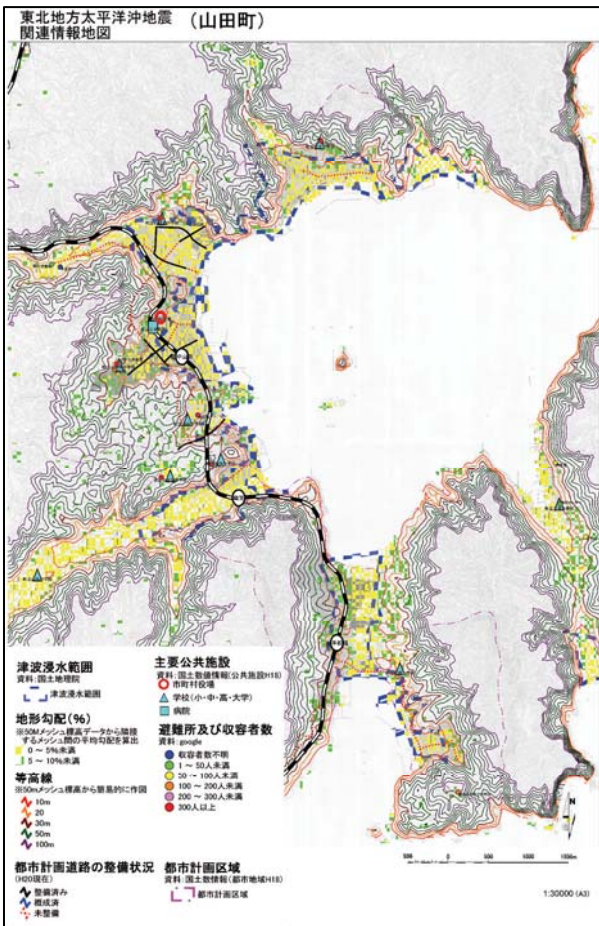 東北地方太平洋沖地震 (山田町)
関連情報地図
津波浸水範囲
資料:国土地理院
津波浸水範囲
地形勾配(%)
※50Mメッシュ標高データから隣接
するメッシュ間の平均勾配を算出
0 ～ 5%未満
5 ～ 10%未満
等高線
※50mメッシュ標高から簡易的に作図
10m
20
30m
50m
100m
都市計画道路の整備状況
(H20現在)
整備済み
概成済
未整備
主要公共施設
資料:国土数値情報(公共施設H18)
市町村役場
学校(小・中・高・大学)
病院
避難所及び収容者数
資料:google
収容者数不明
1 ～ 50人未満
50 ～ 100人未満
100 ～ 200人未満
200 ～ 300人未満
300人以上
都市計画区域
資料:国土数情報(都市地域H18)
都市計画区域
N
500 0 500 1000 1500m
1:30000 (A3)